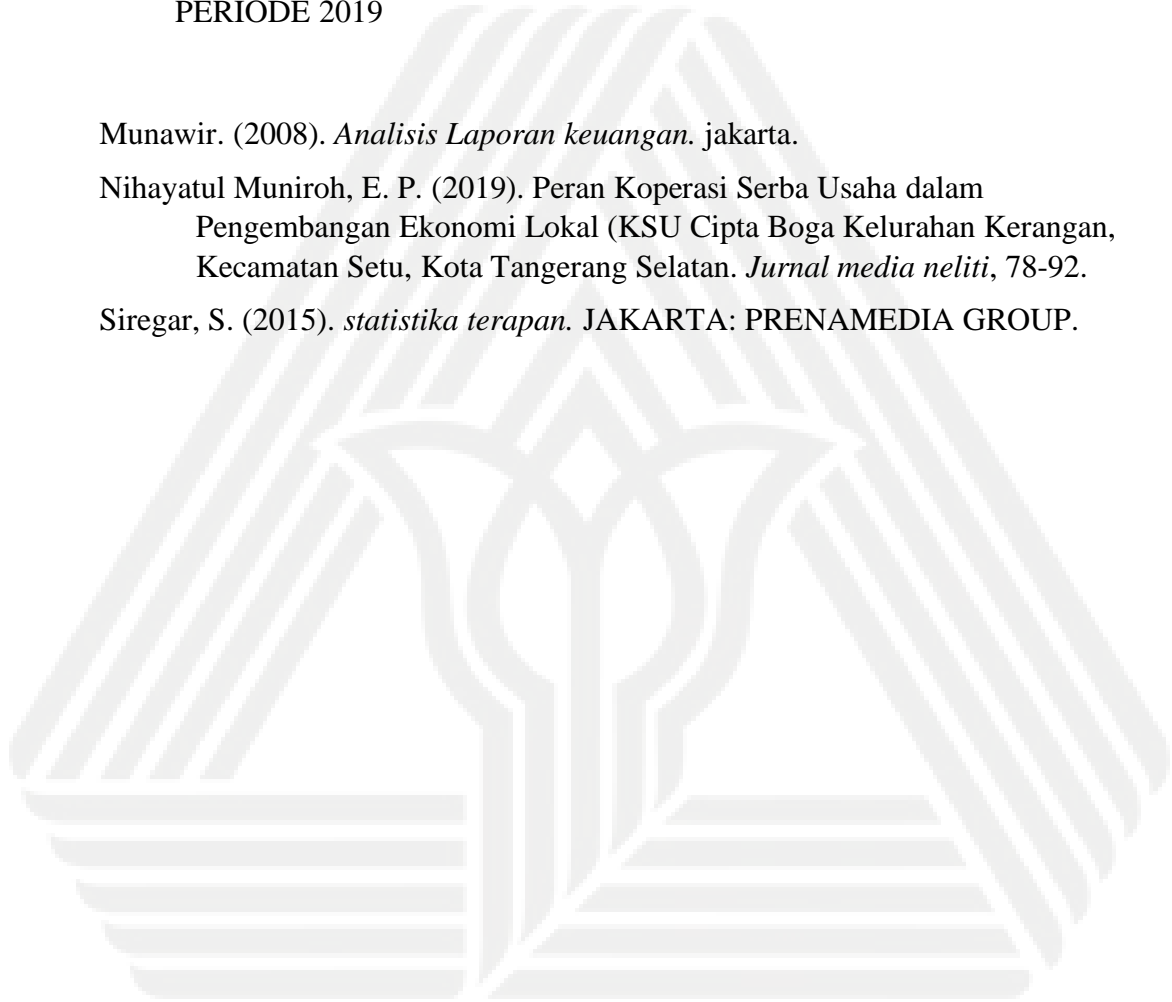 PERIODE 2019
Munawir. (2008). Analisis Laporan keuangan. jakarta.
Nihayatul Muniroh, E. P. (2019). Peran Koperasi Serba Usaha dalam
Pengembangan Ekonomi Lokal (KSU Cipta Boga Kelurahan Kerangan,
Kecamatan Setu, Kota Tangerang Selatan. Jurnal media neliti, 78-92.
Siregar, S. (2015). statistika terapan. JAKARTA: PRENAMEDIA GROUP.